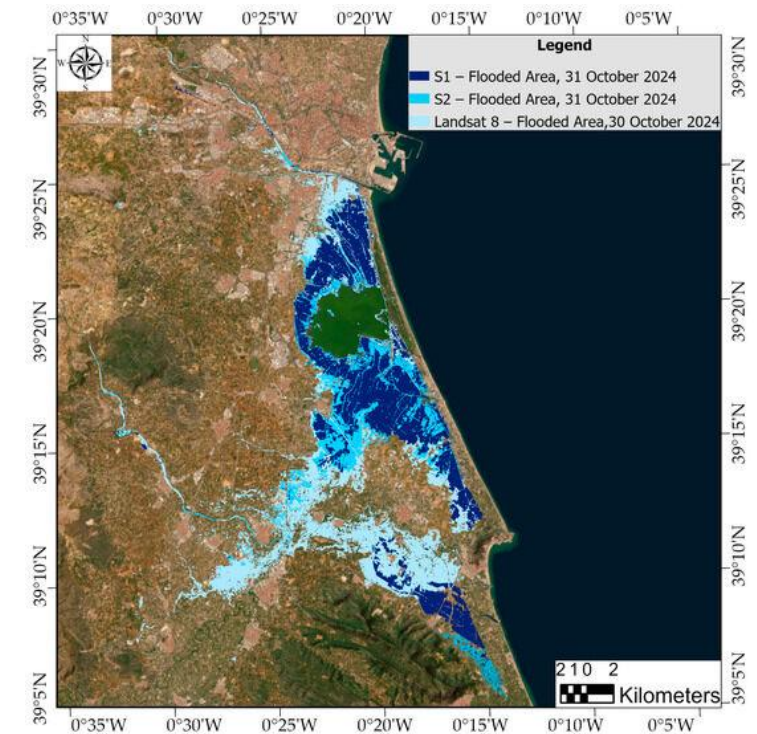 0°35'W 0°30'W 0°25'W 0°20'W 0°15'W 0°10'W 0°5'W
N
W E
S
Legend
S1 – Flooded Area, 31 October 2024
S2 – Flooded Area, 31 October 2024
Landsat 8 – Flooded Area,30 October 2024
39°30'N 39°30'N
39°25'N 39°25'N
39°20'N 39°20'N
39°15'N 39°15'N
39°10'N 39°10'N
39°5'N 39°5'N
2 1 0 2
Kilometers
0°35'W 0°30'W 0°25'W 0°20'W 0°15'W 0°10'W 0°5'W